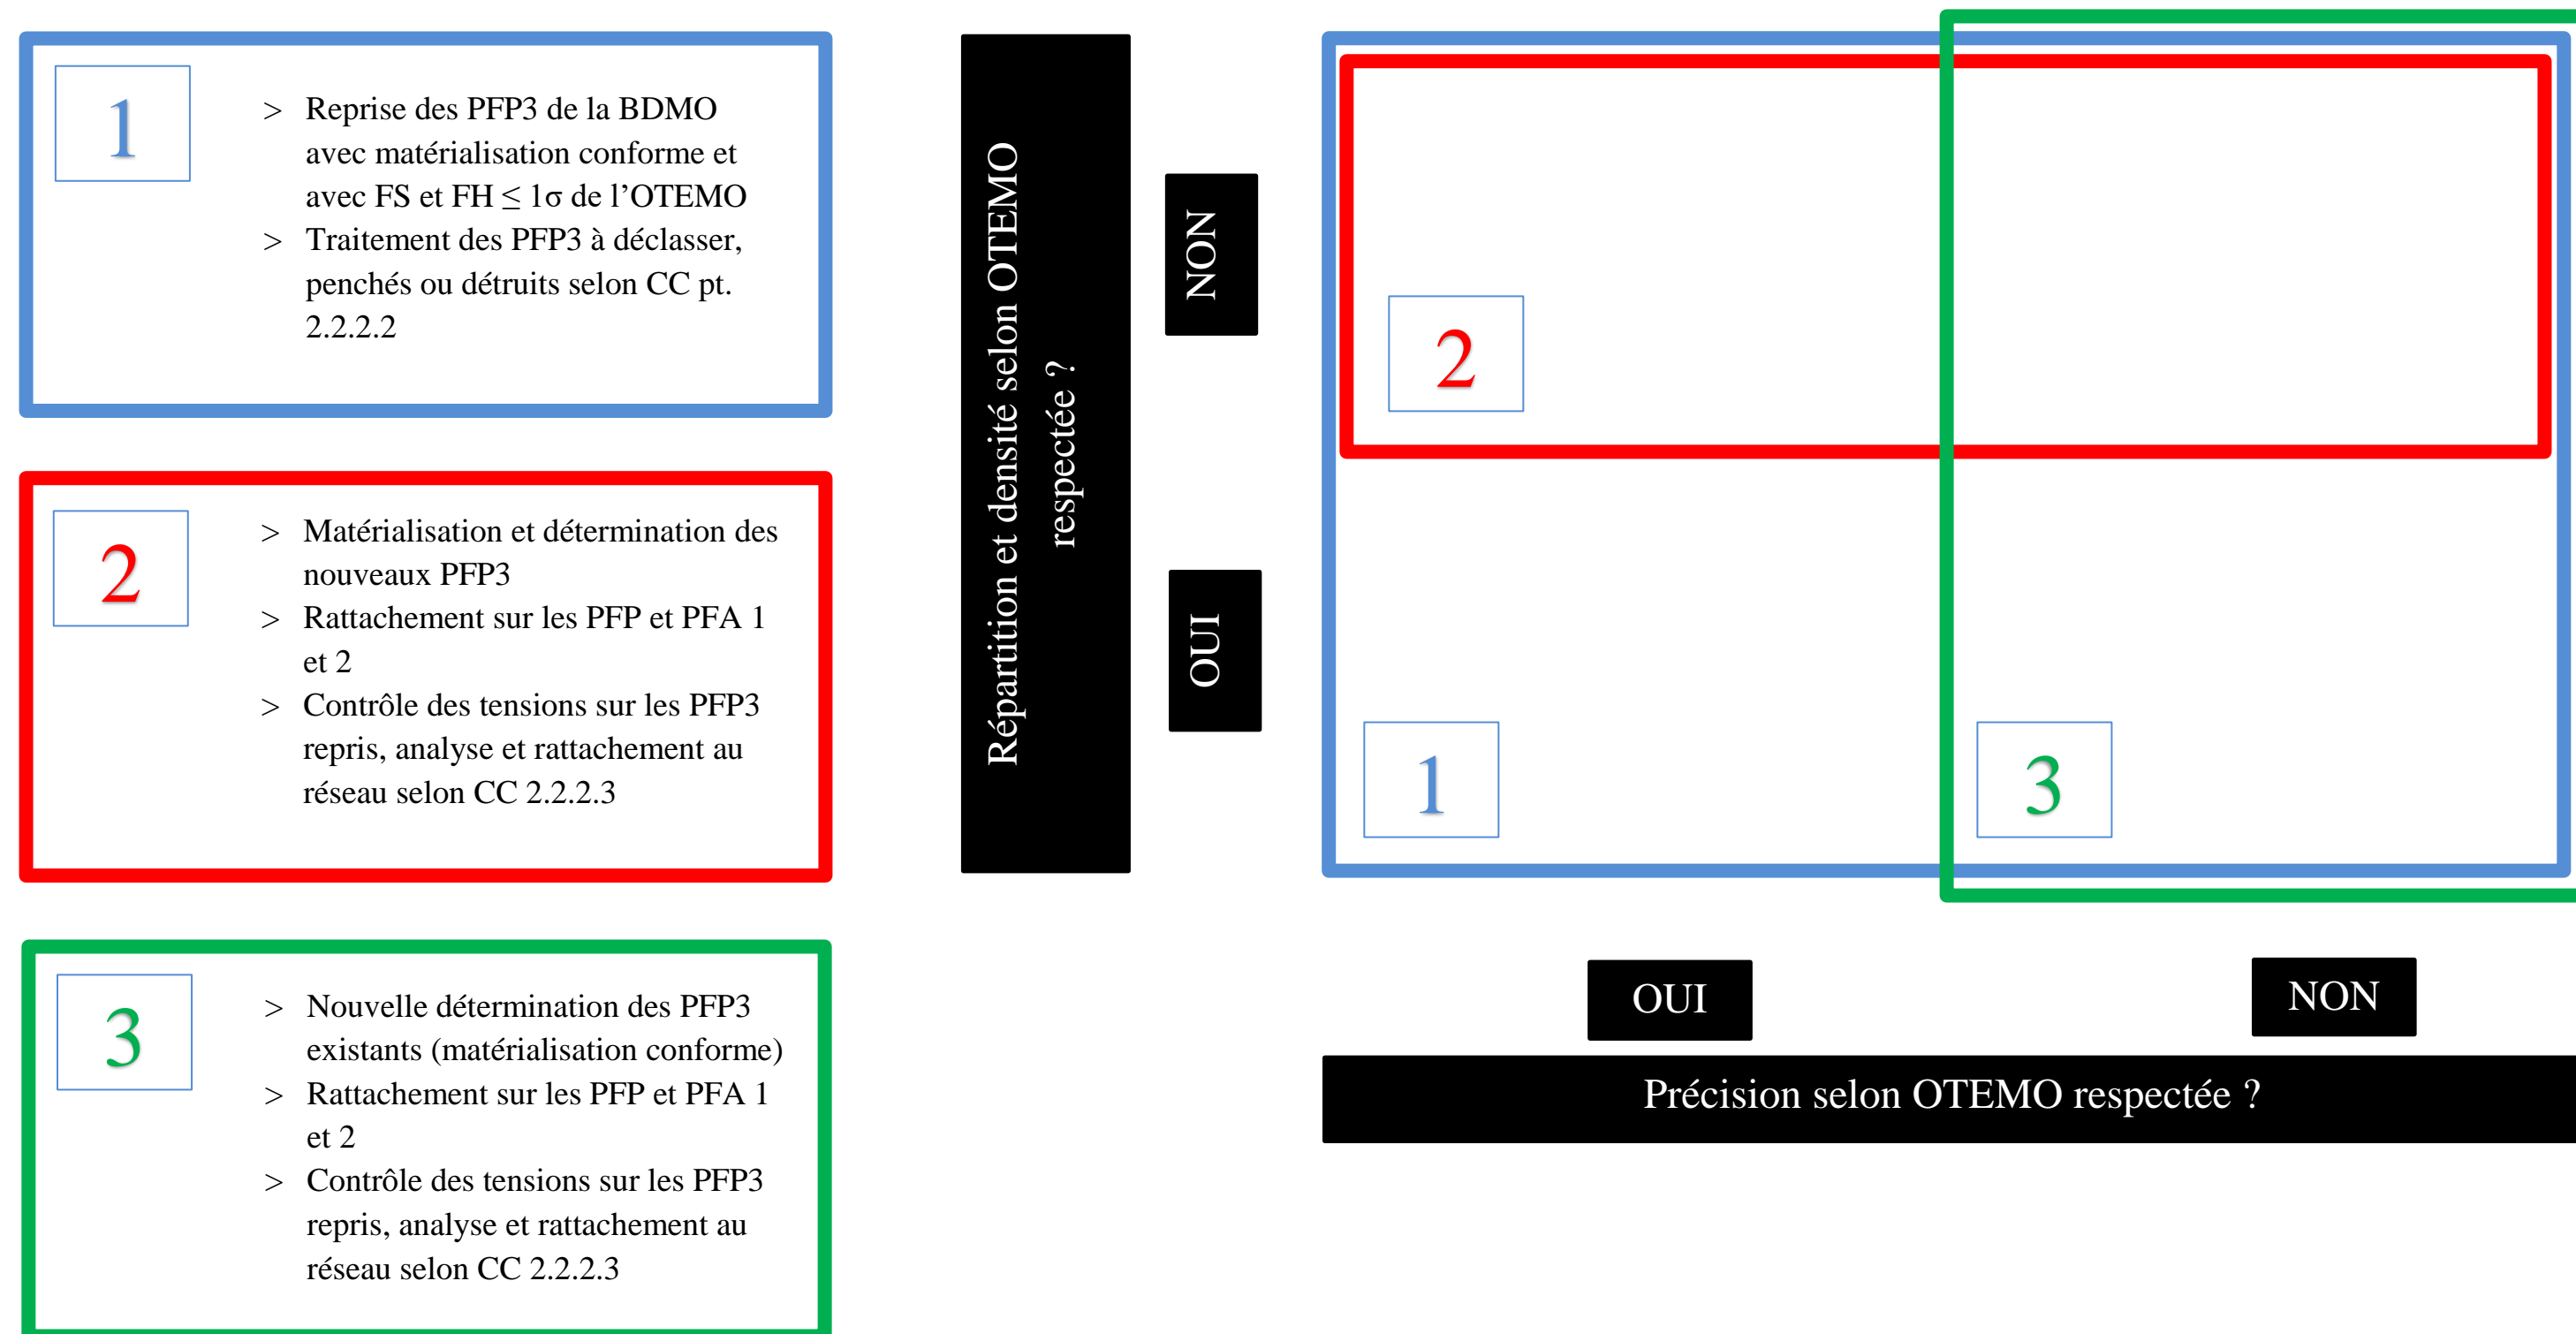 1
> Reprise des PFP3 de la BDMO
avec matérialisation conforme et
avec FS et FH ≤ 1σ de l’OTEMO
> Traitement des PFP3 à déclasser,
penchés ou détruits selon CC pt.
2.2.2.2
2
> Matérialisation et détermination des
nouveaux PFP3
> Rattachement sur les PFP et PFA 1
et 2
> Contrôle des tensions sur les PFP3
repris, analyse et rattachement au
réseau selon CC 2.2.2.3
3
> Nouvelle détermination des PFP3
existants (matérialisation conforme)
> Rattachement sur les PFP et PFA 1
et 2
> Contrôle des tensions sur les PFP3
repris, analyse et rattachement au
réseau selon CC 2.2.2.3
Répartition et densité selon OTEMO
respectée ?
NON
OUI
2
1
3
OUI
NON
Précision selon OTEMO respectée ?